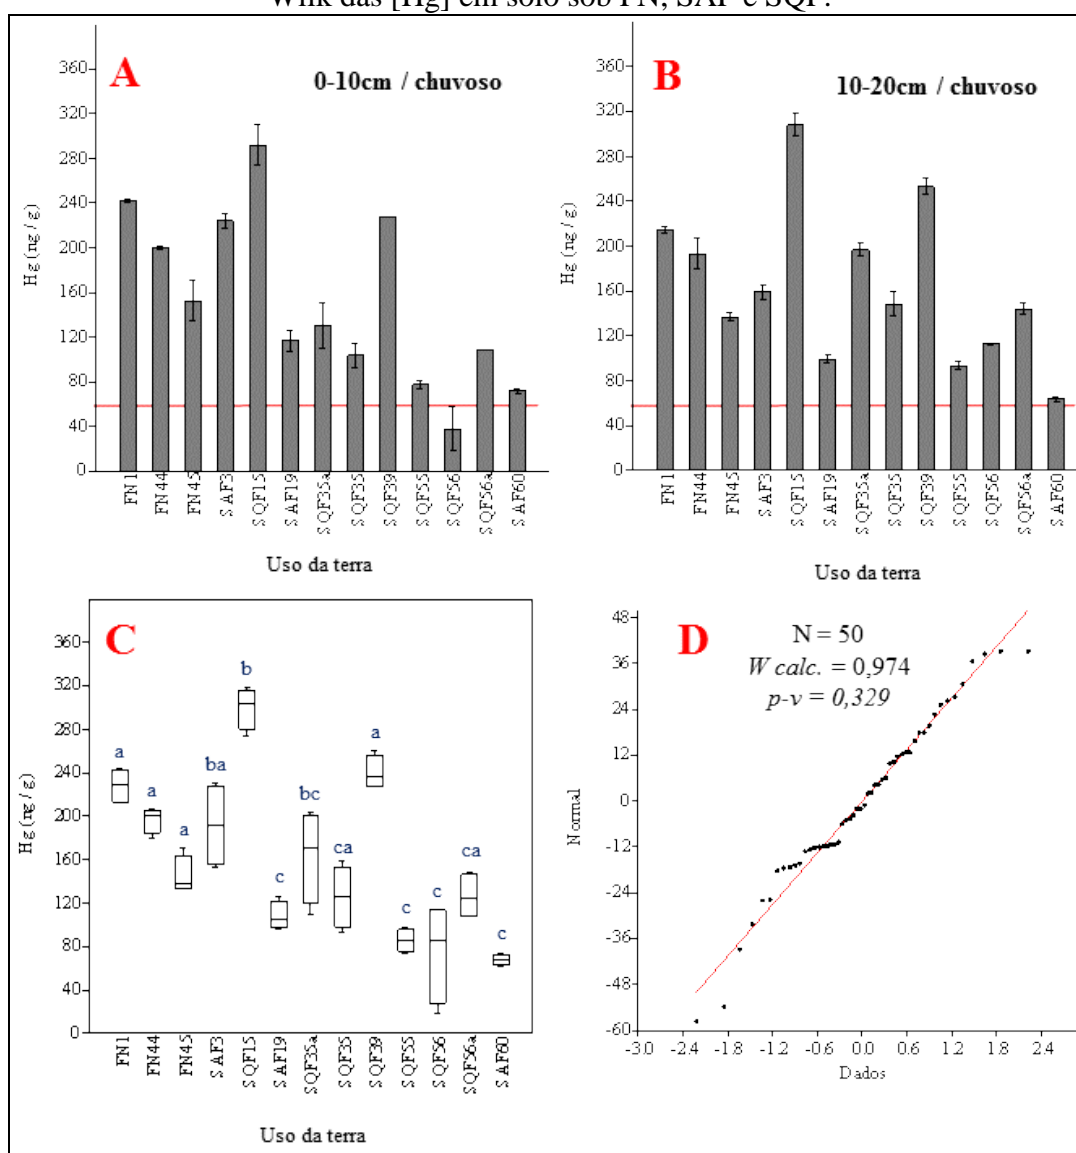 Wilk das [Hg] em solo sob FN, SAF e SQF.
A
0-10cm / chuvoso
Hg (ng / g)
360
320
280
240
200
160
120
80
40
0
FN1
FN44
FN45
SAF3
SQF15
SAF19
SQF35a
SQF35
SQF39
SQF55
SQF56
SQF56a
SAF60
Uso da terra
B
10-20cm / chuvoso
Hg (ng / g)
360
320
280
240
200
160
120
80
40
0
FN1
FN44
FN45
SAF3
SQF15
SAF19
SQF35a
SQF35
SQF39
SQF55
SQF56
SQF56a
SAF60
Uso da terra
C
Hg (ng / g)
360
320
280
240
200
160
120
80
40
0
a
a
a
ba
b
c
bc
ca
a
c
c
ca
c
FN1
FN44
FN45
SAF3
SQF15
SAF19
SQF35a
SQF35
SQF39
SQF55
SQF56
SQF56a
SAF60
Uso da terra
D
N = 50
W calc. = 0,974
p-v = 0,329
Normal
48
36
24
12
0
-12
-24
-36
-48
-60
-3.0 -2.4 -1.8 -1.2 -0.6 0.0 0.6 1.2 1.8 2.4
Dados